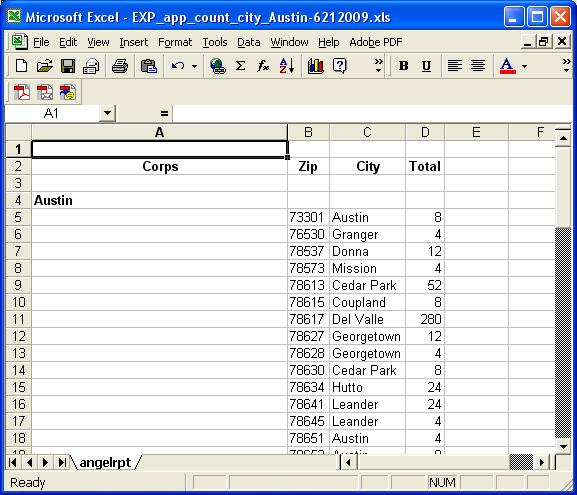 Microsoft Excel - EXP_app_count_city_Austin-6212009.xls
File Edit View Insert Format Tools Data Window Help Adobe PDF
B U A
A1 =
A B C D E F
1
2 Corps Zip City Total
3
4 Austin
5 73301 Austin 8
6 76530 Granger 4
7 78537 Donna 12
8 78573 Mission 4
9 78613 Cedar Park 52
10 78615 Coupland 8
11 78617 Del Valle 280
12 78627 Georgetown 12
13 78628 Georgetown 4
14 78630 Cedar Park 8
15 78634 Hutto 24
16 78641 Leander 24
17 78645 Leander 4
18 78651 Austin 4
angelrpt
Ready NUM